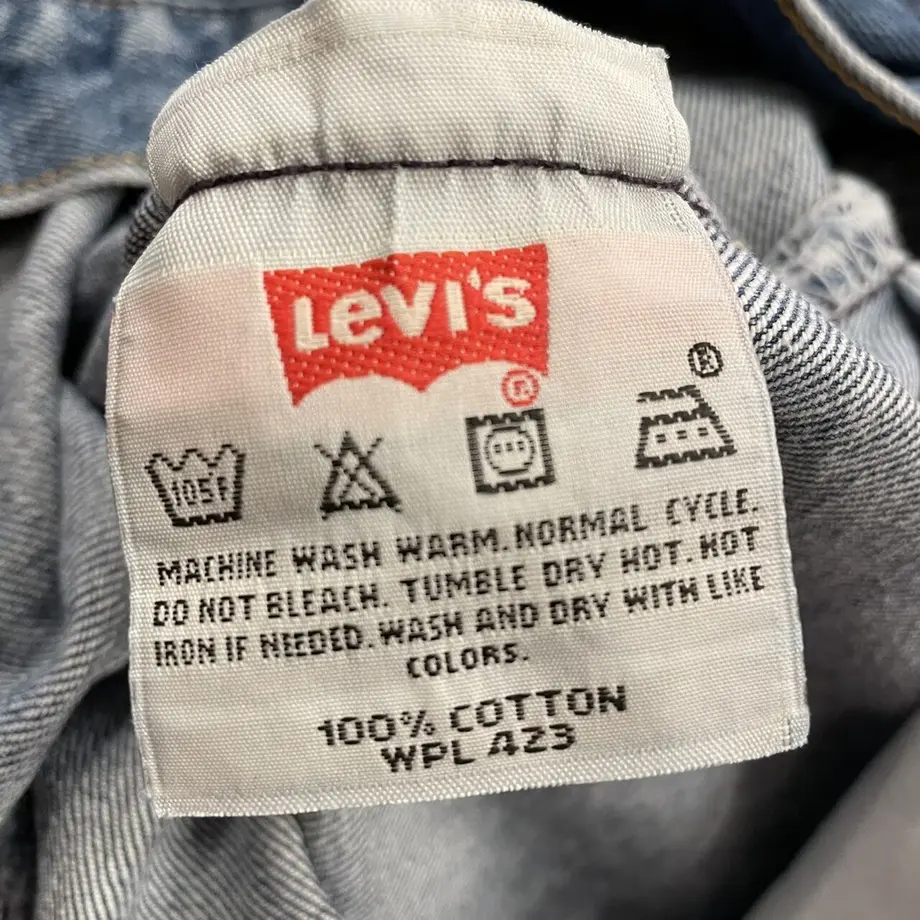 LEVI'S
®
®
105F
MACHINE WASH WARM. NORMAL CYCLE.
DO NOT BLEACH. TUMBLE DRY HOT. HOT
IRON IF NEEDED. WASH AND DRY WITH LIKE
COLORS.
100% COTTON
WPL 423